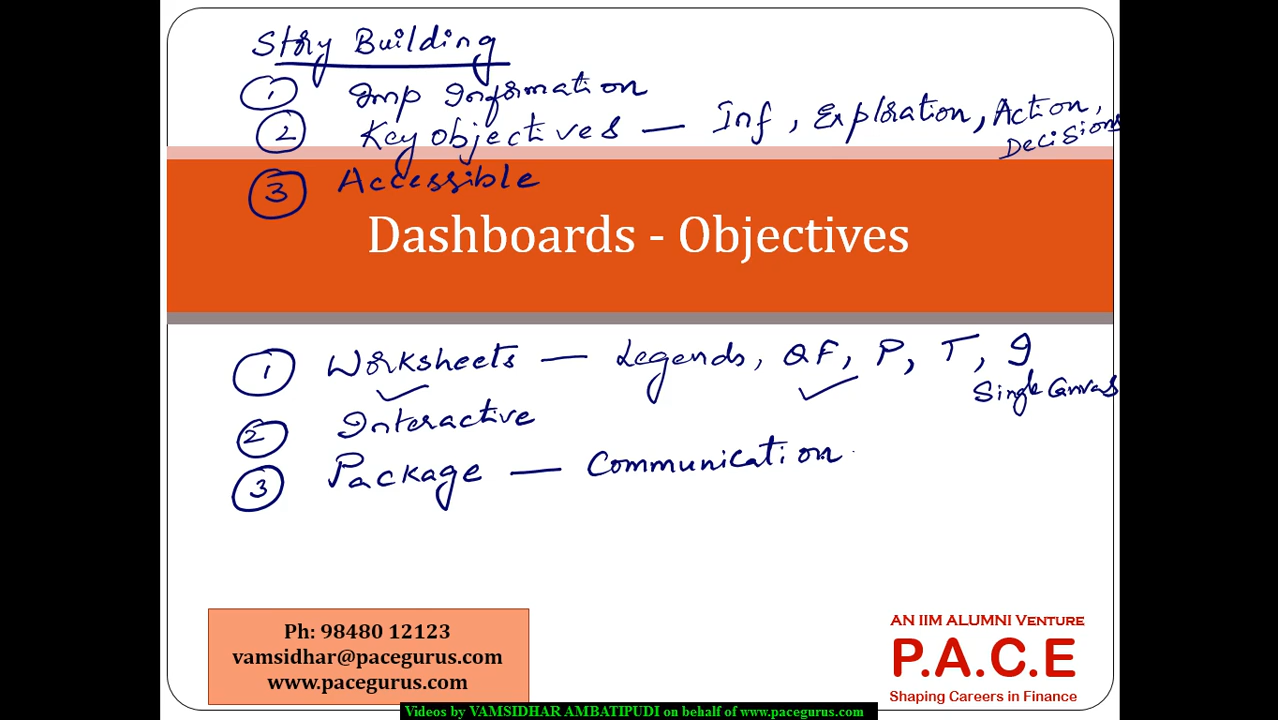 Story Building
1 Imp Information
2 Key objectives — Inf, Exploration, Action,
Decisions
3 Accessible
Dashboards - Objectives
1 Worksheets — Legends, QF, P, T, I
Single Canvas
2 Interactive
3 Package — Communication
Ph: 98480 12123
vamsidhar@pacegurus.com
www.pacegurus.com
AN IIM ALUMNI VENTURE
P.A.C.E
Shaping Careers in Finance
Videos by VAMSIDHAR AMBATIPUDI on behalf of www.pacegurus.com